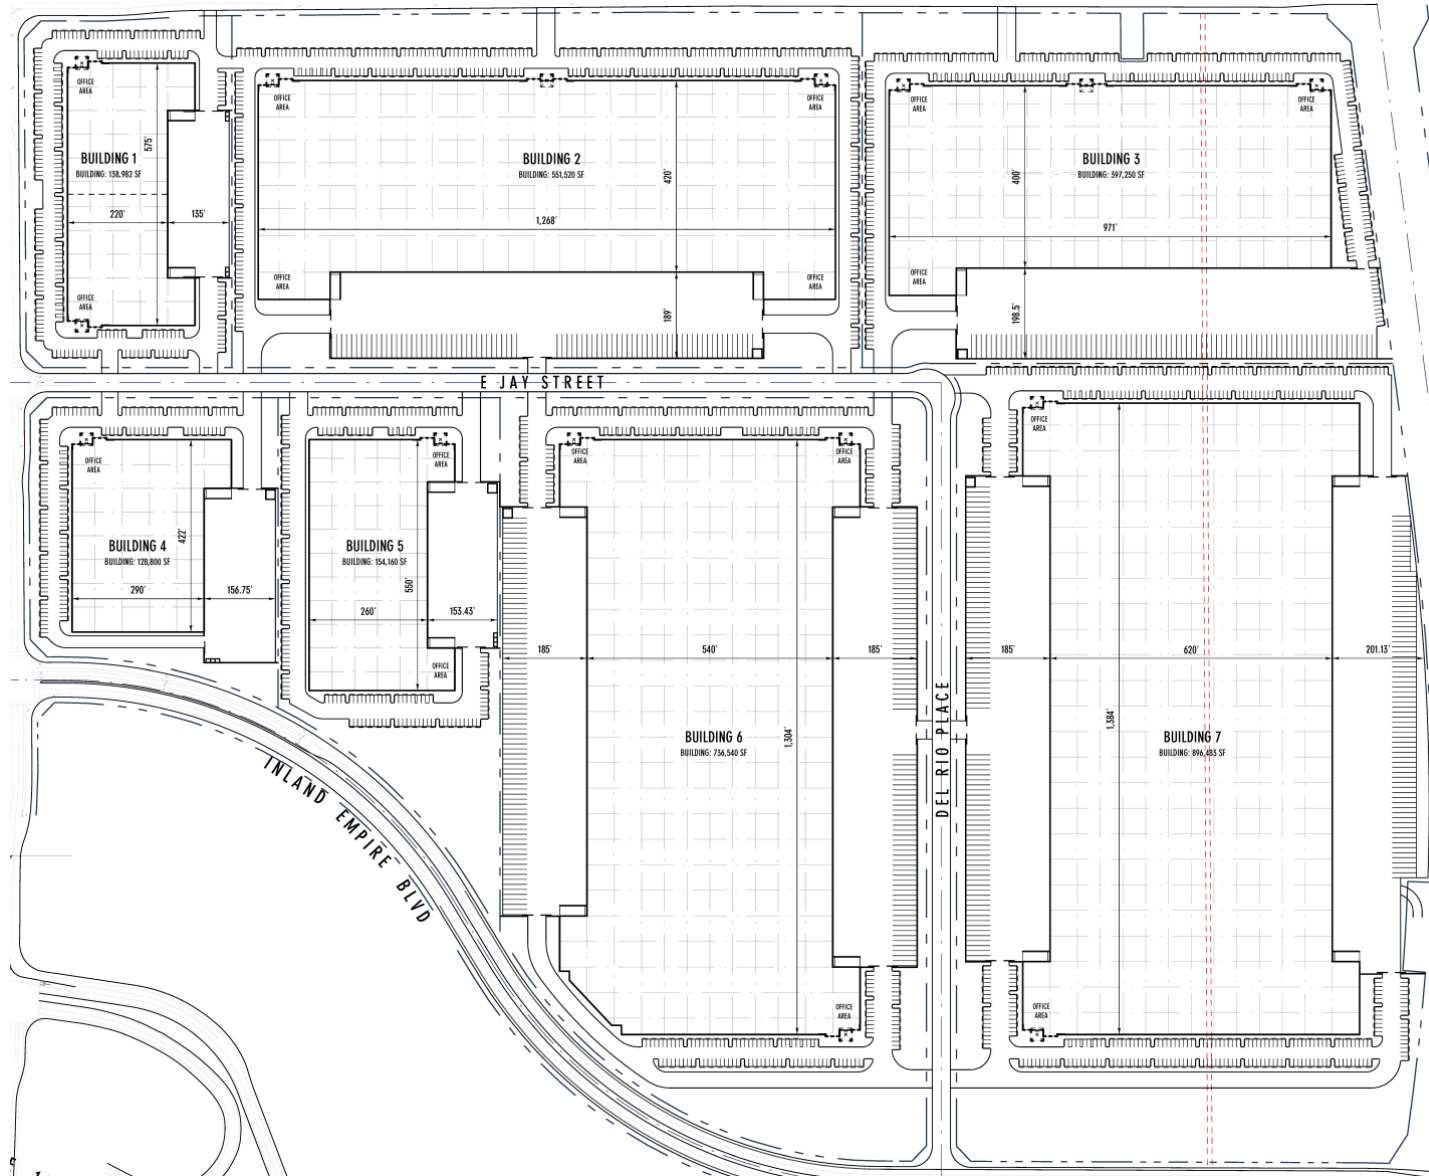 OFFICE
AREA
BUILDING 1
BUILDING: 138,982 SF
575'
220'
135'
OFFICE
AREA
OFFICE
AREA
OFFICE
AREA
BUILDING 2
BUILDING: 551,520 SF
420'
1,268'
OFFICE
AREA
OFFICE
AREA
189'
OFFICE
AREA
OFFICE
AREA
BUILDING 3
BUILDING: 397,250 SF
400'
971'
OFFICE
AREA
198.5'
E JAY STREET
OFFICE
AREA
BUILDING 4
BUILDING: 128,800 SF
422'
290'
156.75'
OFFICE
AREA
BUILDING 5
BUILDING: 154,160 SF
550'
260'
153.43'
OFFICE
AREA
OFFICE
AREA
OFFICE
AREA
185'
540'
185'
BUILDING 6
BUILDING: 736,540 SF
1,304'
OFFICE
AREA
DEL RIO PLACE
OFFICE
AREA
185'
620'
201.13'
BUILDING 7
BUILDING: 896,483 SF
1,384'
OFFICE
AREA
INLAND EMPIRE BLVD